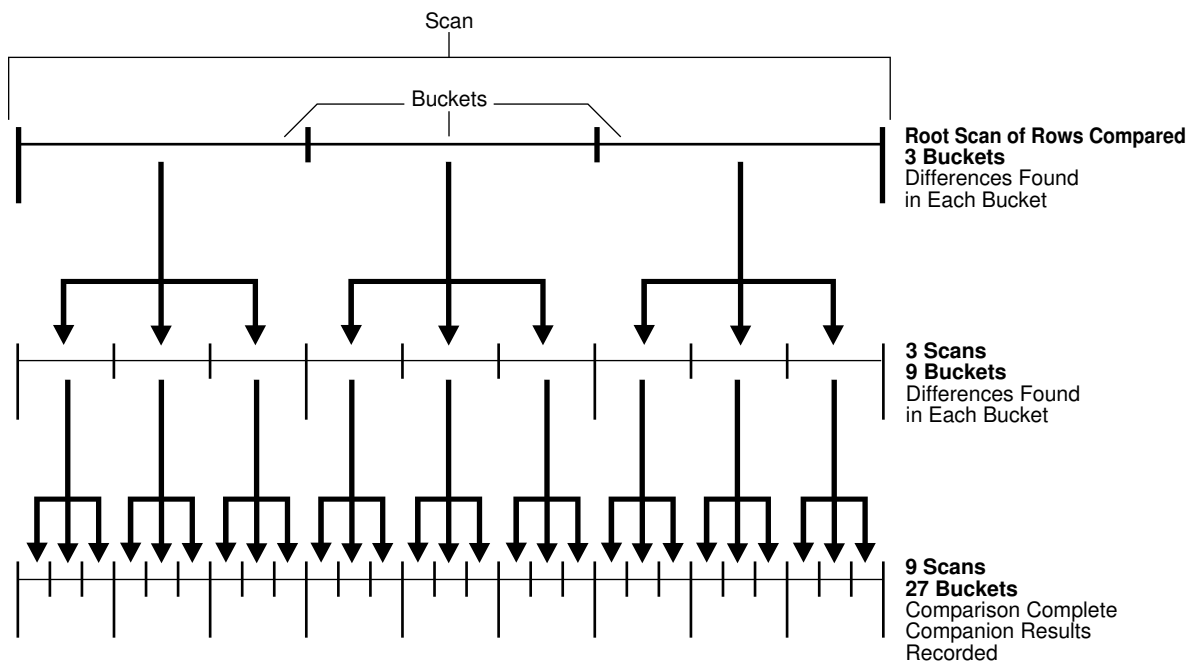 Scan
Buckets
Root Scan of Rows Compared
3 Buckets
Differences Found
in Each Bucket
3 Scans
9 Buckets
Differences Found
in Each Bucket
9 Scans
27 Buckets
Comparison Complete
Companion Results
Recorded